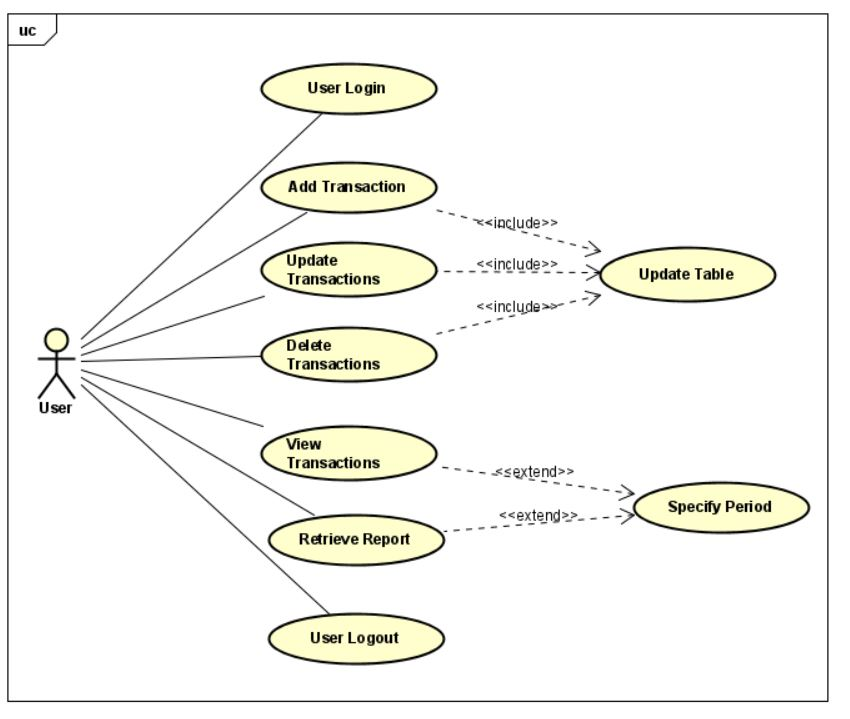 uc
User Login
Add Transaction
<<include>>
Update
Transactions
<<include>>
Update Table
<<include>>
Delete
Transactions
User
View
Transactions
<<extend>>
Specify Period
<<extend>>
Retrieve Report
User Logout